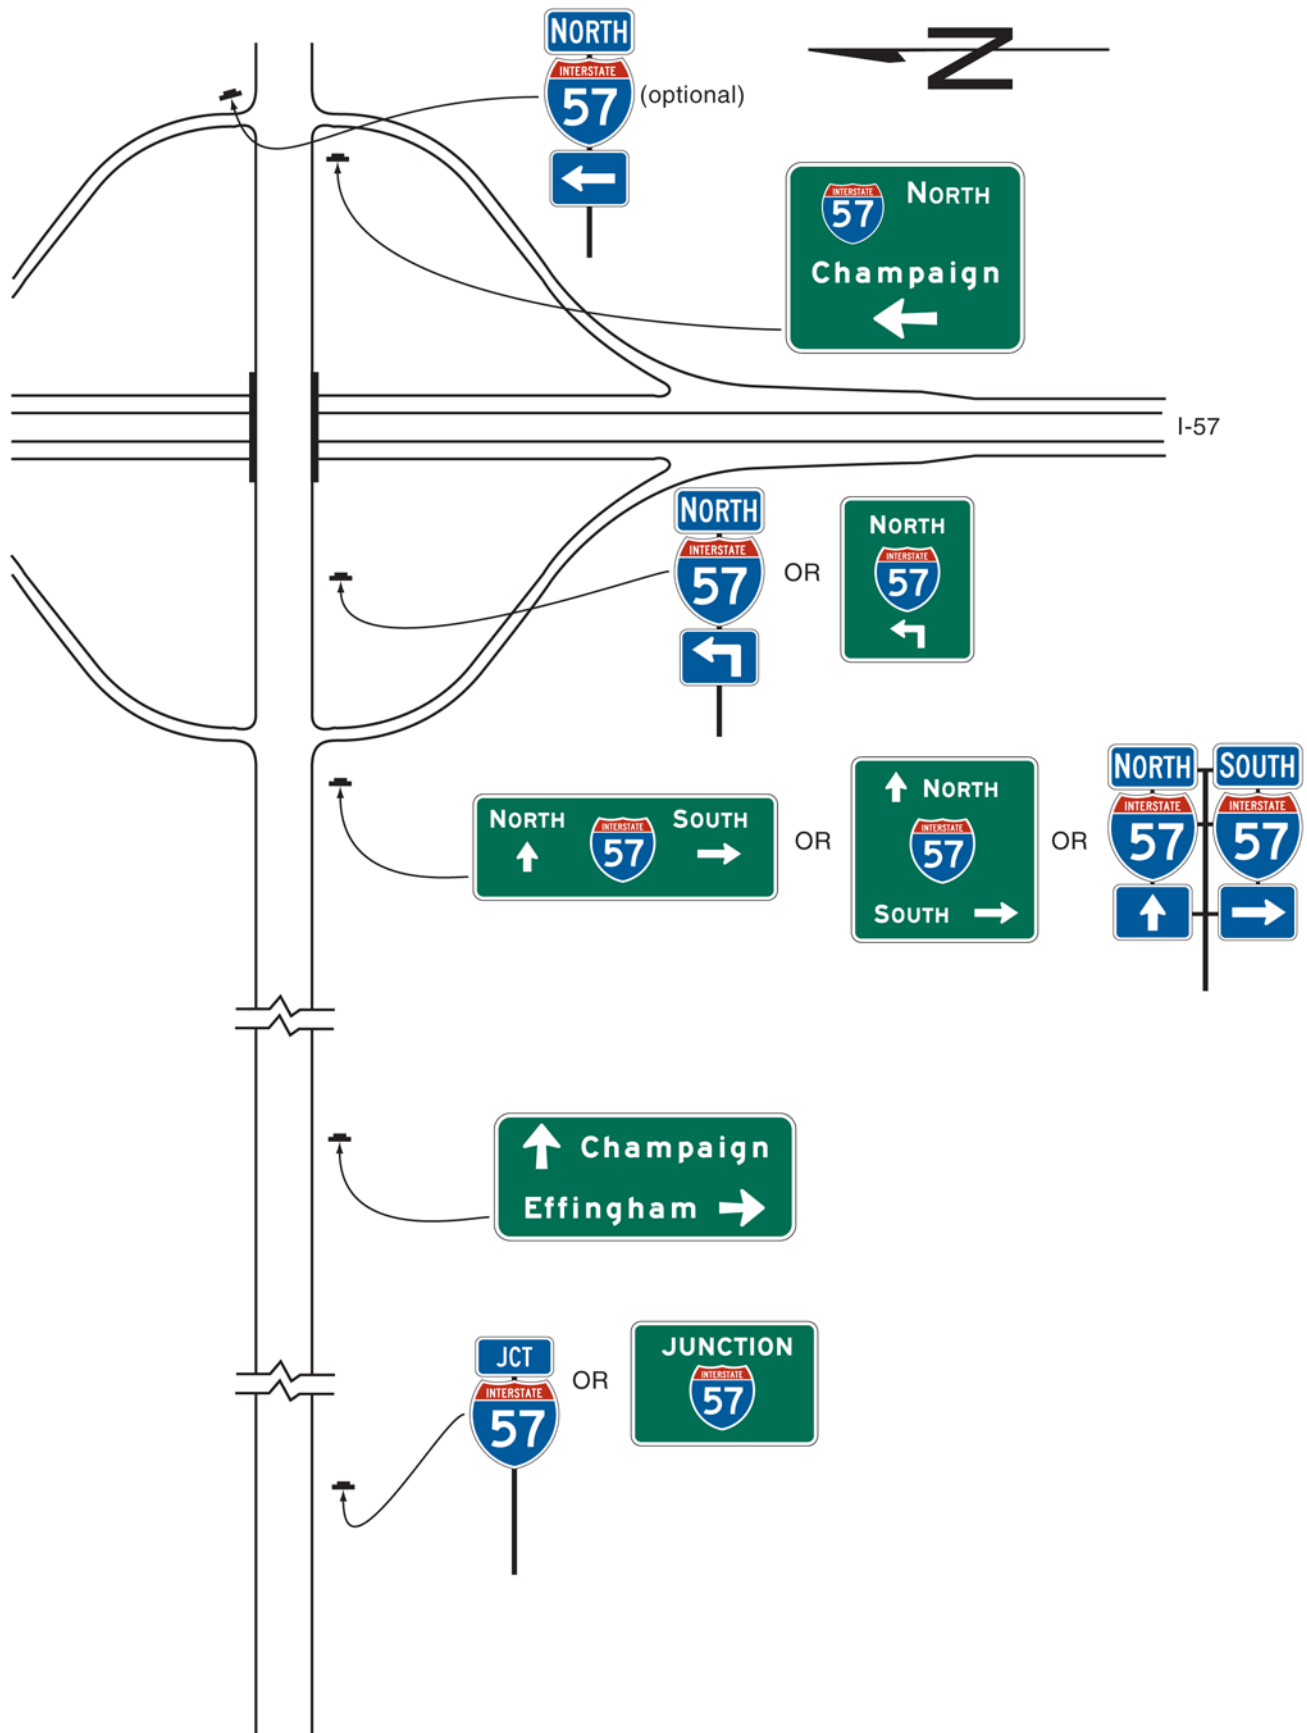 NORTH
INTERSTATE
57
(optional)
N
INTERSTATE
57
NORTH
Champaign
I-57
NORTH
INTERSTATE
57
OR
NORTH
INTERSTATE
57
NORTH
INTERSTATE
57
SOUTH
OR
NORTH
INTERSTATE
57
SOUTH
OR
NORTH
INTERSTATE
57
SOUTH
INTERSTATE
57
Champaign
Effingham
JCT
INTERSTATE
57
OR
JUNCTION
INTERSTATE
57